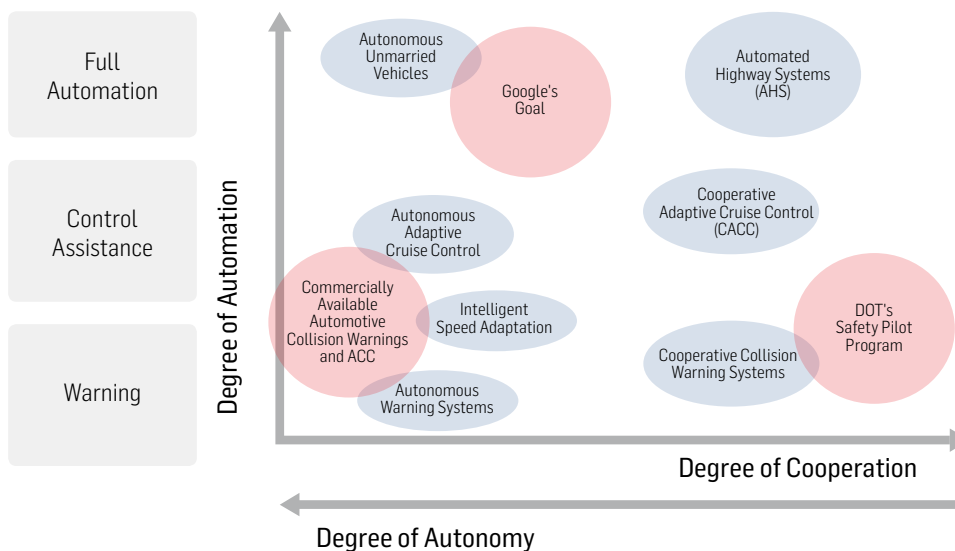 Full
Automation
Control
Assistance
Warning
Degree of Automation
Autonomous
Unmarried
Vehicles
Google's
Goal
Automated
Highway Systems
(AHS)
Autonomous
Adaptive
Cruise Control
Cooperative
Adaptive Cruise Control
(CACC)
Commercially
Available
Automotive
Collision Warnings
and ACC
Intelligent
Speed Adaptation
DOT's
Safety Pilot
Program
Cooperative Collision
Warning Systems
Autonomous
Warning Systems
Degree of Cooperation
Degree of Autonomy